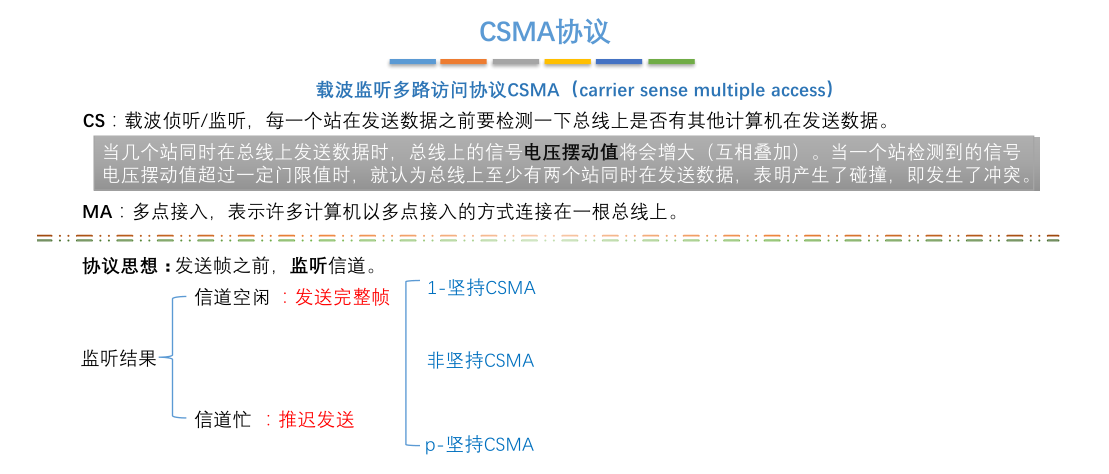 CSMA协议
载波监听多路访问协议CSMA（carrier sense multiple access）
CS：载波侦听/监听，每一个站在发送数据之前要检测一下总线上是否有其他计算机在发送数据。
当几个站同时在总线上发送数据时，总线上的信号电压摆动值将会增大（互相叠加）。当一个站检测到的信号
电压摆动值超过一定门限值时，就认为总线上至少有两个站同时在发送数据，表明产生了碰撞，即发生了冲突。
MA：多点接入，表示许多计算机以多点接入的方式连接在一根总线上。
协议思想：发送帧之前，监听信道。
监听结果
信道空闲 ：发送完整帧
信道忙 ：推迟发送
1-坚持CSMA
非坚持CSMA
p-坚持CSMA